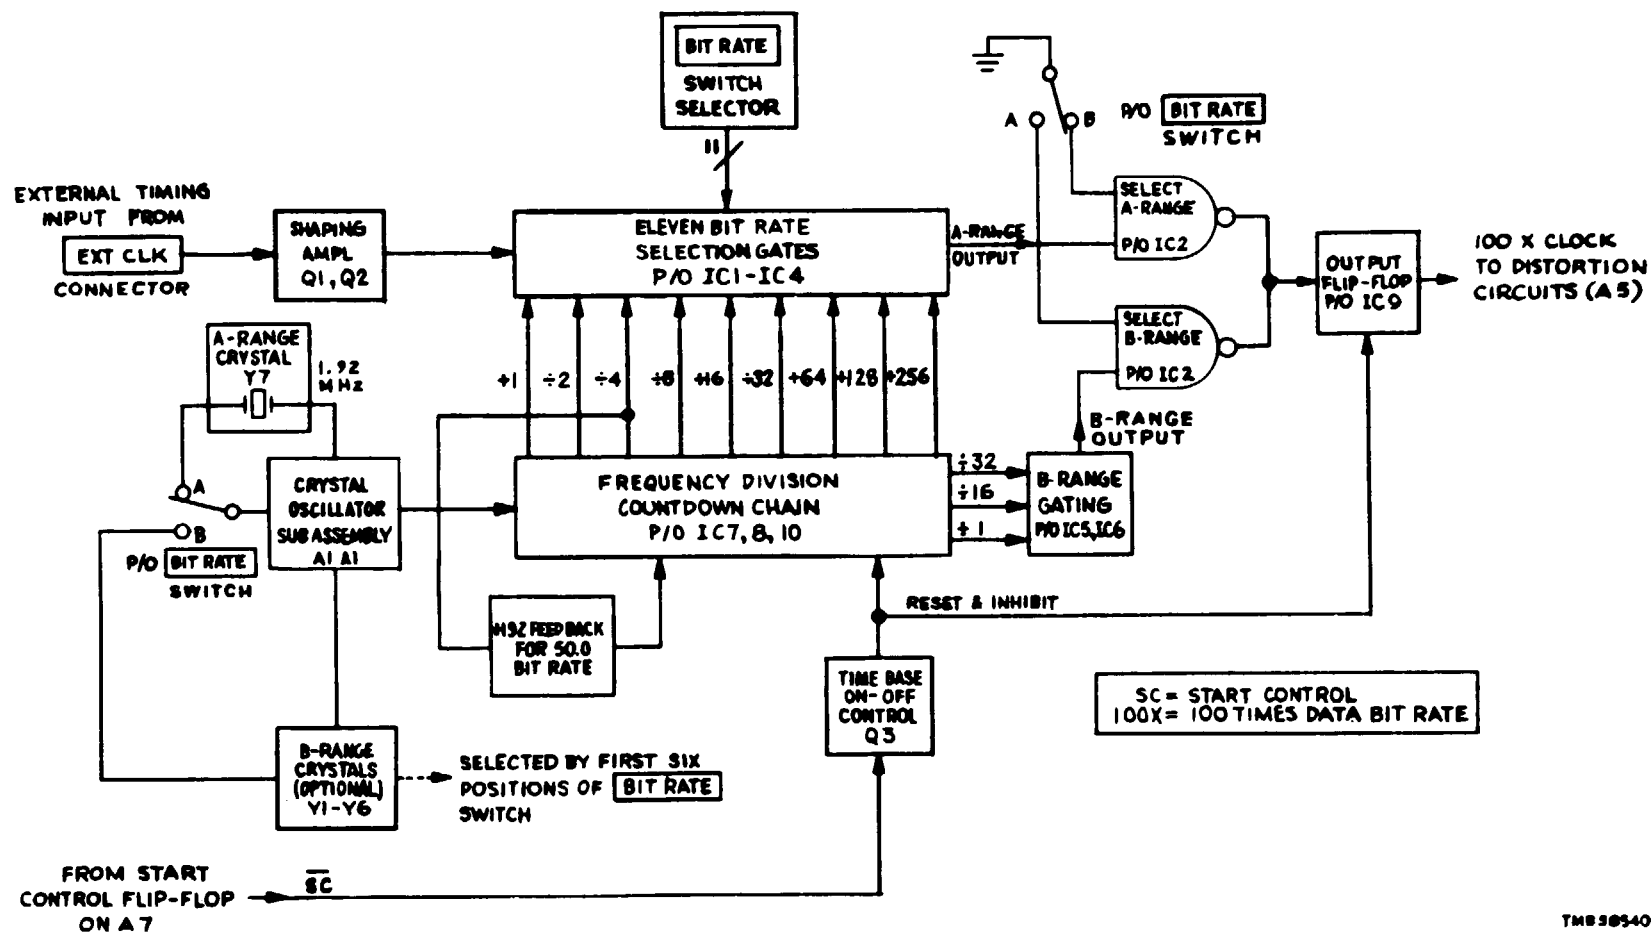 BIT RATE
SWITCH
SELECTOR
11
A
B
P/O BIT RATE
SWITCH
EXTERNAL TIMING
INPUT FROM
EXT CLK
CONNECTOR
SHAPING
AMPL
Q1, Q2
ELEVEN BIT RATE
SELECTION GATES
P/O IC1-IC4
A-RANGE
OUTPUT
SELECT
A-RANGE
P/O IC2
SELECT
B-RANGE
P/O IC2
OUTPUT
FLIP-FLOP
P/O IC9
100 X CLOCK
TO DISTORTION
CIRCUITS (A5)
A-RANGE
CRYSTAL
Y7
1.92
MHz
÷1
÷2
÷4
÷8
÷16
÷32
÷64
÷128
÷256
B-RANGE
OUTPUT
A
B
P/O BIT RATE
SWITCH
CRYSTAL
OSCILLATOR
SUBASSEMBLY
A1 A1
FREQUENCY DIVISION
COUNTDOWN CHAIN
P/O IC7, 8, 10
÷32
÷16
÷1
B-RANGE
GATING
P/O IC5, IC6
÷192 FEEDBACK
FOR 50.0
BIT RATE
RESET & INHIBIT
TIME BASE
ON-OFF
CONTROL
Q3
SC = START CONTROL
100X = 100 TIMES DATA BIT RATE
B-RANGE
CRYSTALS
(OPTIONAL)
Y1-Y6
SELECTED BY FIRST SIX
POSITIONS OF BIT RATE
SWITCH
FROM START
CONTROL FLIP-FLOP
ON A7
S̅C̅